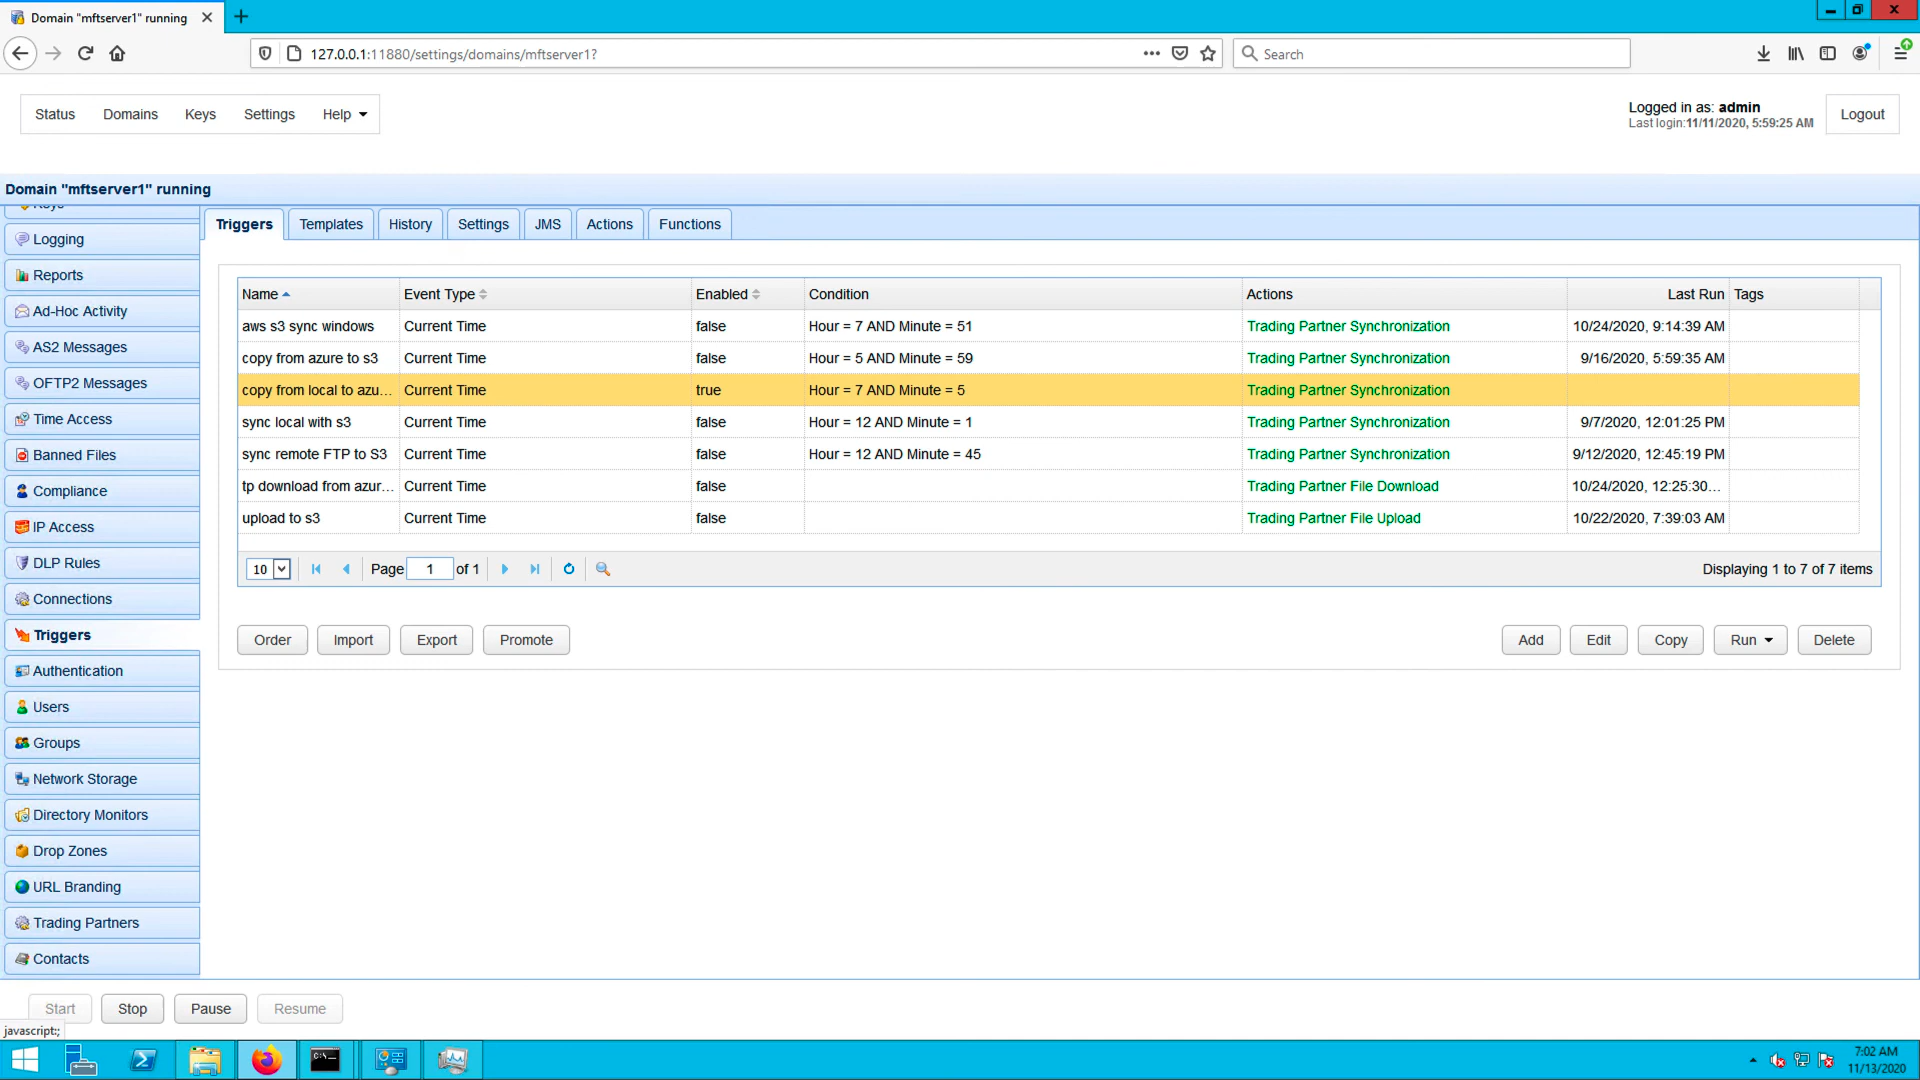 Domain "mftserver1" running
127.0.0.1:11880/settings/domains/mftserver1?
Search
Status Domains Keys Settings Help
Logged in as: admin
Last login:11/11/2020, 5:59:25 AM
Logout
Domain "mftserver1" running
Keys
Logging
Reports
Ad-Hoc Activity
AS2 Messages
OFTP2 Messages
Time Access
Banned Files
Compliance
IP Access
DLP Rules
Connections
Triggers
Authentication
Users
Groups
Network Storage
Directory Monitors
Drop Zones
URL Branding
Trading Partners
Contacts
Triggers Templates History Settings JMS Actions Functions
Name Event Type Enabled Condition Actions Last Run Tags
aws s3 sync windows Current Time false Hour = 7 AND Minute = 51 Trading Partner Synchronization 10/24/2020, 9:14:39 AM
copy from azure to s3 Current Time false Hour = 5 AND Minute = 59 Trading Partner Synchronization 9/16/2020, 5:59:35 AM
copy from local to azu... Current Time true Hour = 7 AND Minute = 5 Trading Partner Synchronization
sync local with s3 Current Time false Hour = 12 AND Minute = 1 Trading Partner Synchronization 9/7/2020, 12:01:25 PM
sync remote FTP to S3 Current Time false Hour = 12 AND Minute = 45 Trading Partner Synchronization 9/12/2020, 12:45:19 PM
tp download from azur... Current Time false Trading Partner File Download 10/24/2020, 12:25:30...
upload to s3 Current Time false Trading Partner File Upload 10/22/2020, 7:39:03 AM
10 Page 1 of 1 Displaying 1 to 7 of 7 items
Order Import Export Promote Add Edit Copy Run Delete
Start Stop Pause Resume
javascript:;
7:02 AM
11/13/2020